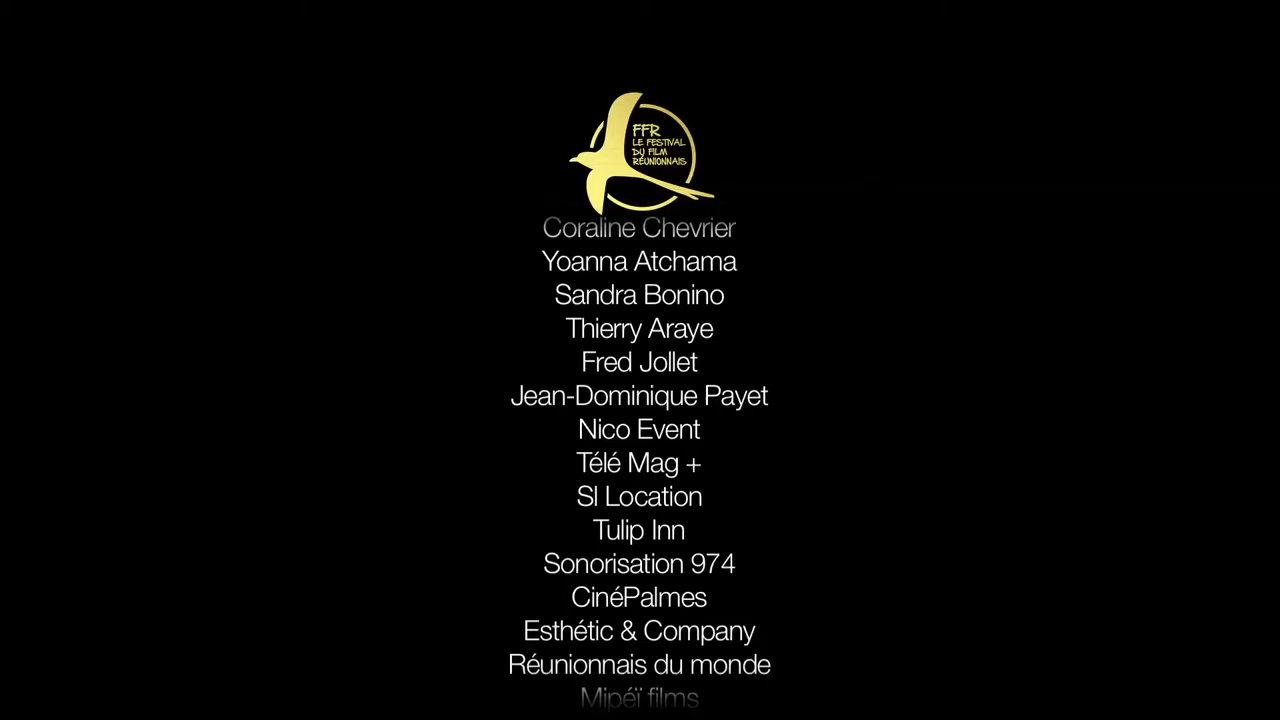 FFR
LE FESTIVAL
DU FILM
RÉUNIONNAIS
Coraline Chevrier
Yoanna Atchama
Sandra Bonino
Thierry Araye
Fred Jollet
Jean-Dominique Payet
Nico Event
Télé Mag +
SI Location
Tulip Inn
Sonorisation 974
CinéPalmes
Esthétic & Company
Réunionnais du monde
Mipéï films